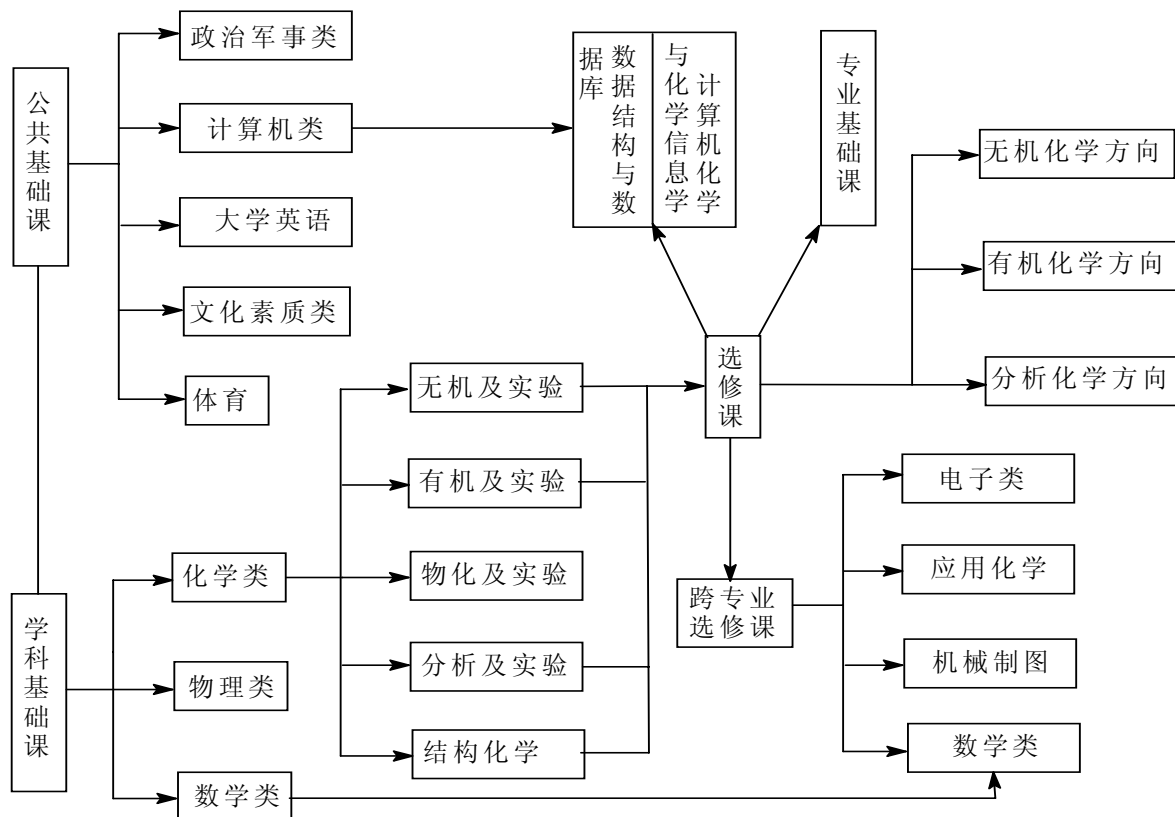 公共基础课
政治军事类
计算机类
大学英语
文化素质类
体育
数据结构与数
据库
计算机化学
与化学信息学
专业基础课
无机化学方向
有机化学方向
分析化学方向
选修课
无机及实验
有机及实验
物化及实验
分析及实验
结构化学
学科基础课
化学类
物理类
数学类
跨专业
选修课
电子类
应用化学
机械制图
数学类